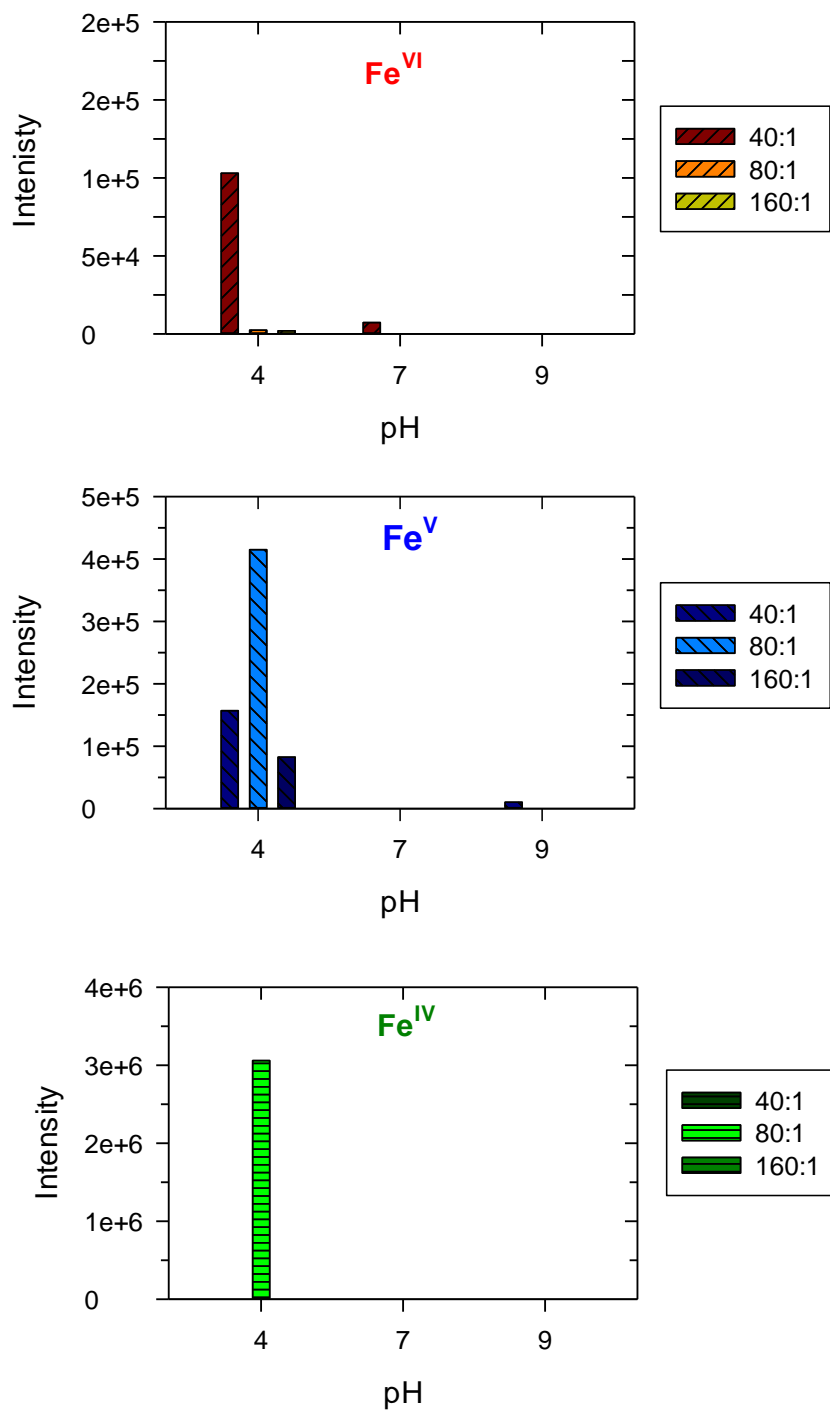 2e+5
Fe^VI
2e+5
1e+5
5e+4
0
Intenisty
4 7 9
pH
40:1
80:1
160:1
5e+5
Fe^V
4e+5
3e+5
2e+5
1e+5
0
Intensity
4 7 9
pH
40:1
80:1
160:1
4e+6
Fe^IV
3e+6
2e+6
1e+6
0
Intensity
4 7 9
pH
40:1
80:1
160:1